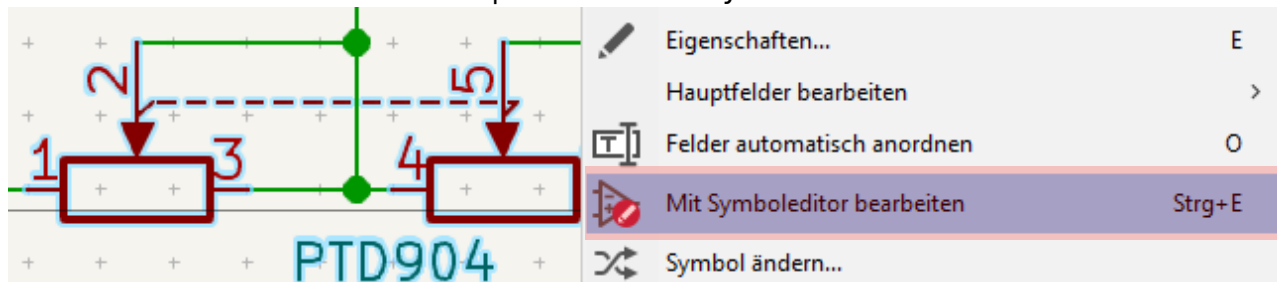 2
5
1
3
4
PTD904
Eigenschaften... E
Hauptfelder bearbeiten >
Felder automatisch anordnen O
Mit Symboleditor bearbeiten Strg+E
Symbol ändern...